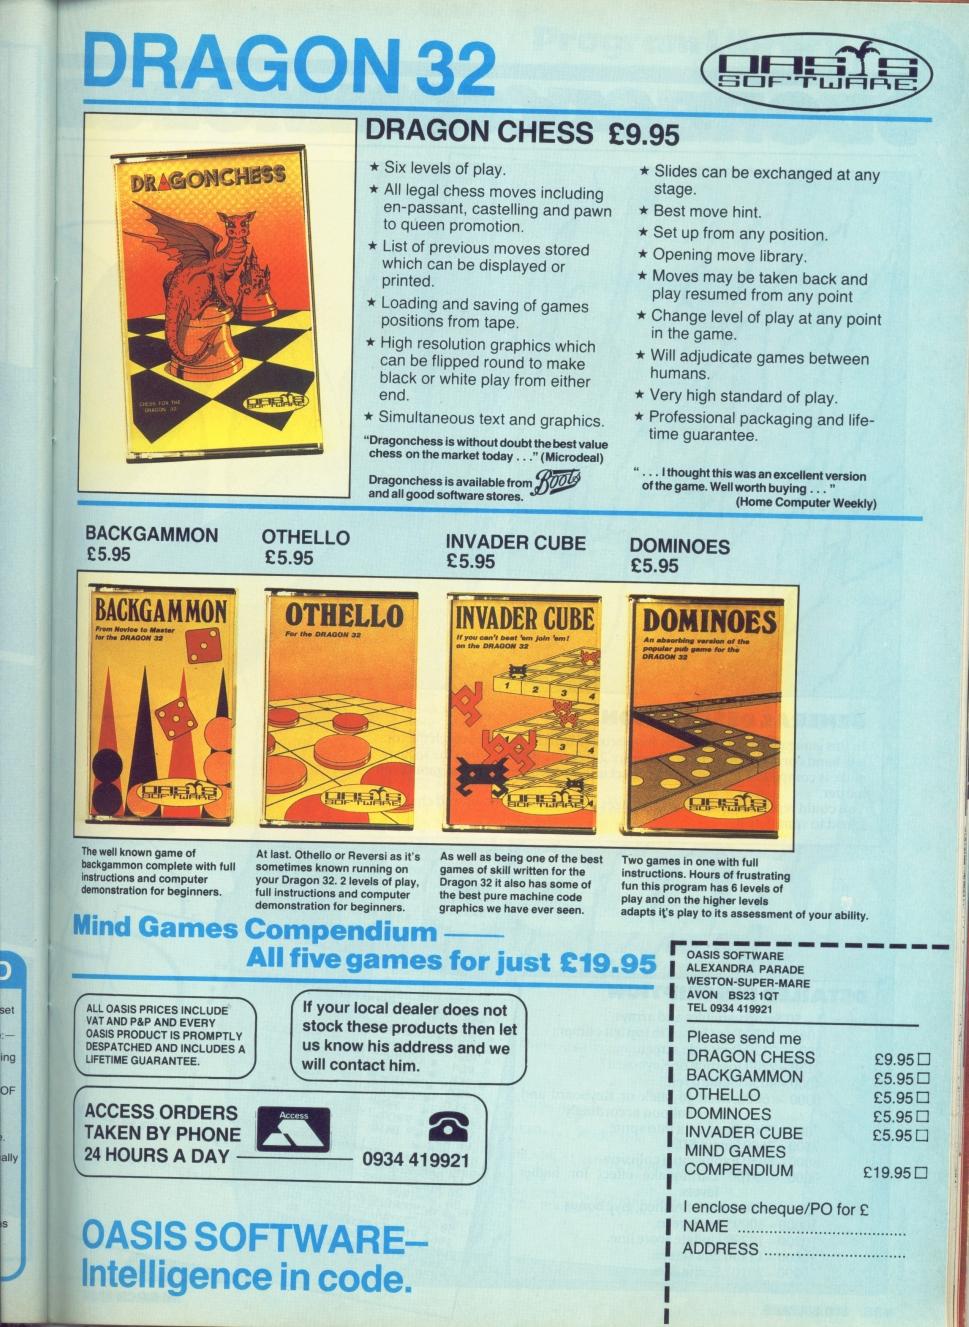 DRAGON 32
OASIS
SOFTWARE
DRAGON CHESS £9.95
DRAGONCHESS
CHESS FOR THE
DRAGON 32
OASIS
SOFTWARE
★ Six levels of play.
★ All legal chess moves including
en-passant, castelling and pawn
to queen promotion.
★ List of previous moves stored
which can be displayed or
printed.
★ Loading and saving of games
positions from tape.
★ High resolution graphics which
can be flipped round to make
black or white play from either
end.
★ Simultaneous text and graphics.
"Dragonchess is without doubt the best value
chess on the market today . . ." (Microdeal)
Dragonchess is available from Boots
and all good software stores.
★ Slides can be exchanged at any
stage.
★ Best move hint.
★ Set up from any position.
★ Opening move library.
★ Moves may be taken back and
play resumed from any point
★ Change level of play at any point
in the game.
★ Will adjudicate games between
humans.
★ Very high standard of play.
★ Professional packaging and life-
time guarantee.
" . . . I thought this was an excellent version
of the game. Well worth buying . . . "
(Home Computer Weekly)
BACKGAMMON
£5.95
OTHELLO
£5.95
INVADER CUBE
£5.95
DOMINOES
£5.95
BACKGAMMON
From Novice to Master
for the DRAGON 32
OASIS
SOFTWARE
OTHELLO
For the DRAGON 32
OASIS
SOFTWARE
INVADER CUBE
If you can't beat 'em join 'em!
on the DRAGON 32
1 2 3 4
3 4
4
OASIS
SOFTWARE
DOMINOES
An absorbing version of the
popular pub game for the
DRAGON 32
OASIS
SOFTWARE
The well known game of
backgammon complete with full
instructions and computer
demonstration for beginners.
At last. Othello or Reversi as it's
sometimes known running on
your Dragon 32. 2 levels of play,
full instructions and computer
demonstration for beginners.
As well as being one of the best
games of skill written for the
Dragon 32 it also has some of
the best pure machine code
graphics we have ever seen.
Two games in one with full
instructions. Hours of frustrating
fun this program has 6 levels of
play and on the higher levels
adapts it's play to its assessment of your ability.
Mind Games Compendium —
All five games for just £19.95
ALL OASIS PRICES INCLUDE
VAT AND P&P AND EVERY
OASIS PRODUCT IS PROMPTLY
DESPATCHED AND INCLUDES A
LIFETIME GUARANTEE.
If your local dealer does not
stock these products then let
us know his address and we
will contact him.
ACCESS ORDERS
TAKEN BY PHONE
24 HOURS A DAY
Access
0934 419921
OASIS SOFTWARE–
Intelligence in code.
OASIS SOFTWARE
ALEXANDRA PARADE
WESTON-SUPER-MARE
AVON BS23 1QT
TEL 0934 419921
Please send me
DRAGON CHESS £9.95 □
BACKGAMMON £5.95 □
OTHELLO £5.95 □
DOMINOES £5.95 □
INVADER CUBE £5.95 □
MIND GAMES
COMPENDIUM £19.95 □
I enclose cheque/PO for £
NAME ..........................................
ADDRESS ...................................